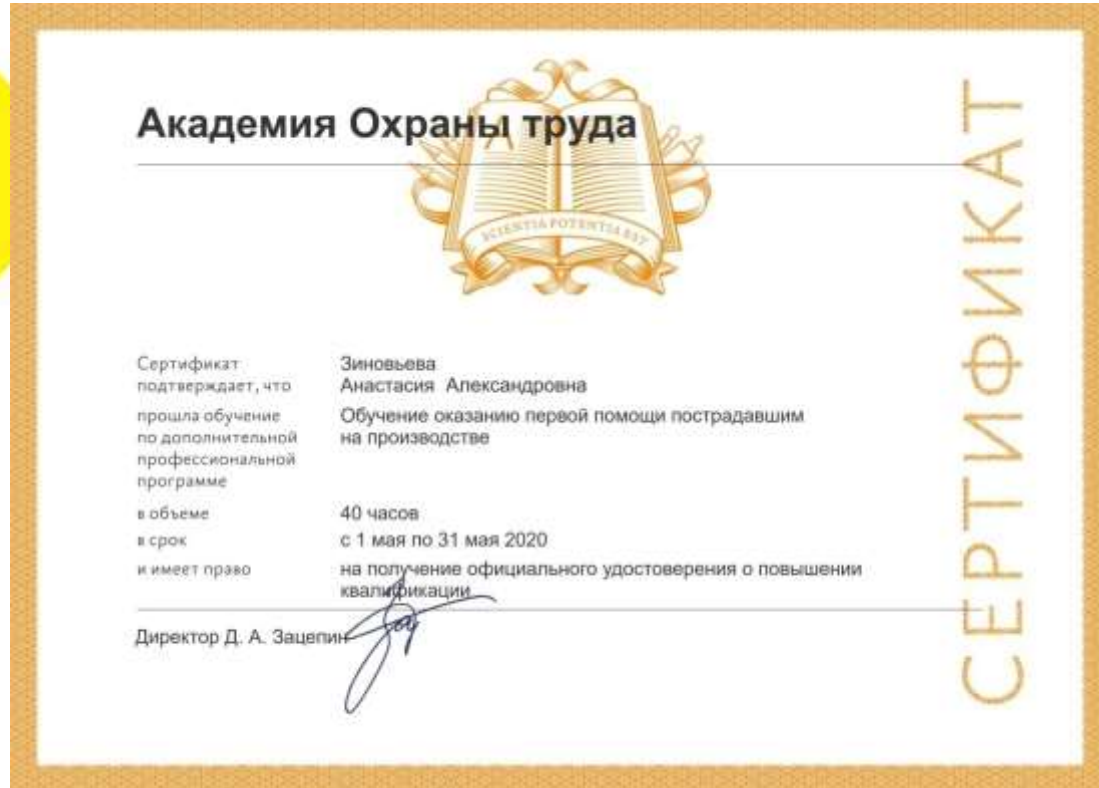 Академия Охраны труда
А
SCIENTIA POTENTIA EST
СЕРТИФИКАТ
Сертификат подтверждает, что
Зиновьева
Анастасия Александровна
прошла обучение по дополнительной профессиональной программе
Обучение оказанию первой помощи пострадавшим
на производстве
в объеме
40 часов
в срок
с 1 мая по 31 мая 2020
и имеет право
на получение официального удостоверения о повышении
квалификации
Директор Д. А. Зацепин